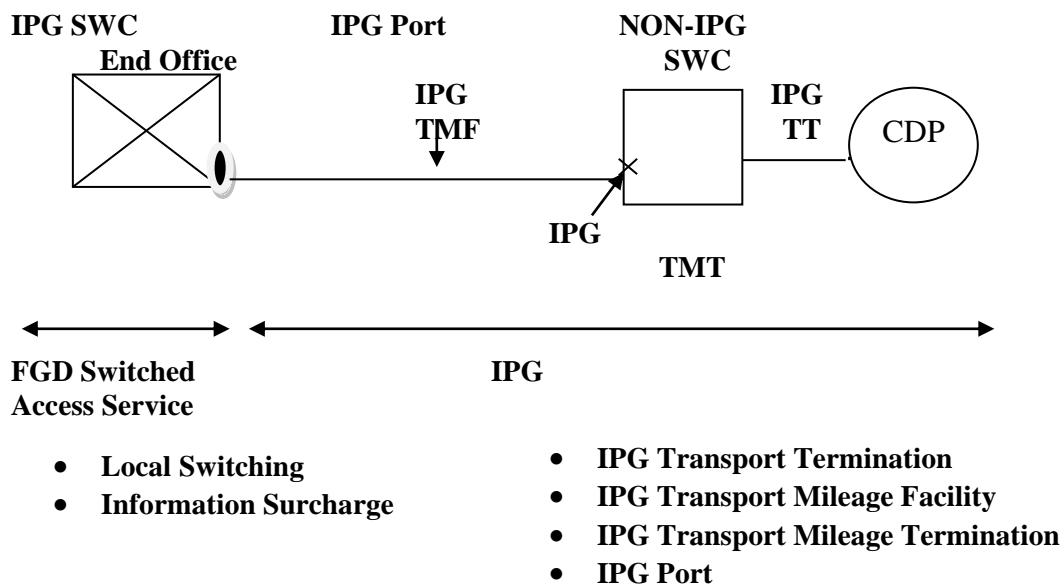 IPG SWC
End Office
IPG Port
NON-IPG
SWC
IPG
TMF
IPG
TT
CDP
IPG
TMT
FGD Switched
Access Service
IPG
• Local Switching
• Information Surcharge
• IPG Transport Termination
• IPG Transport Mileage Facility
• IPG Transport Mileage Termination
• IPG Port